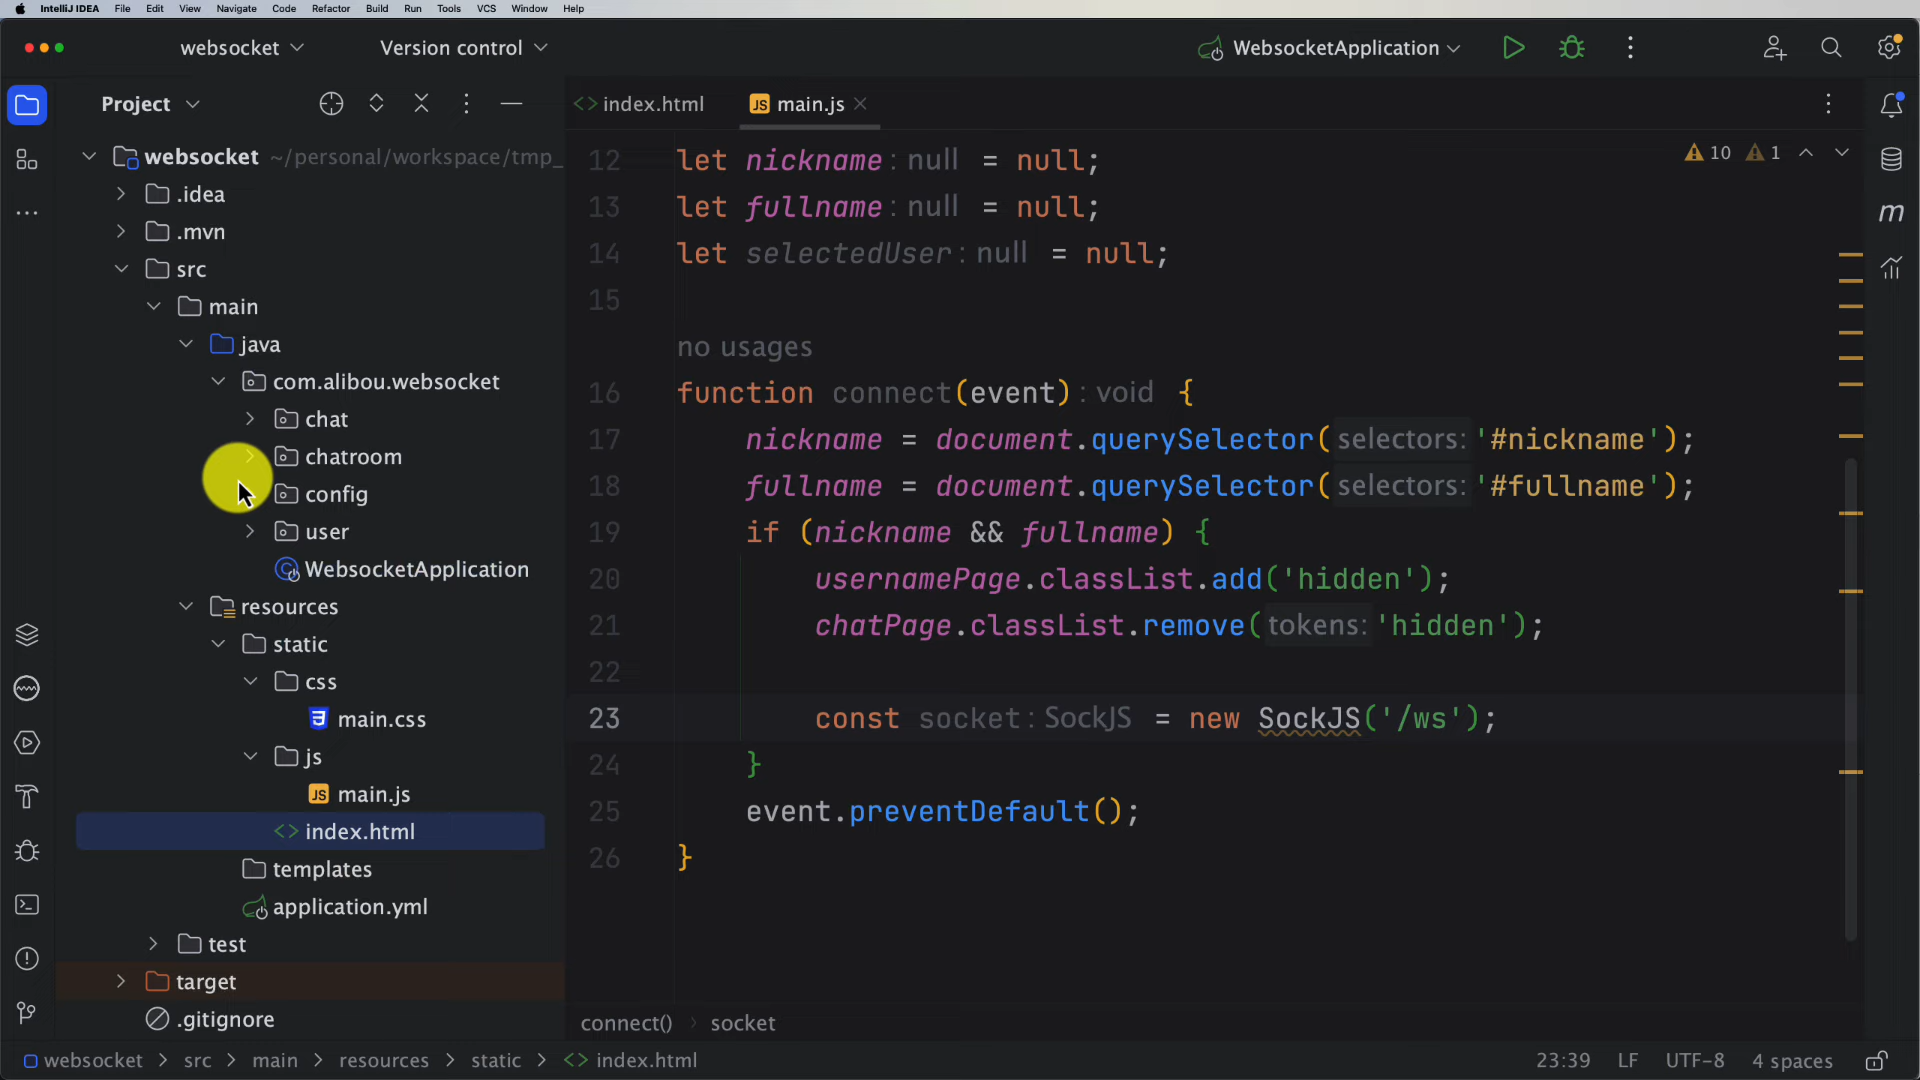 IntelliJ IDEA File Edit View Navigate Code Refactor Build Run Tools VCS Window Help
websocket Version control WebsocketApplication
Project
index.html main.js
websocket ~/personal/workspace/tmp_
.idea
.mvn
src
main
java
com.alibou.websocket
chat
chatroom
config
user
WebsocketApplication
resources
static
css
main.css
js
main.js
index.html
templates
application.yml
test
target
.gitignore
10 1
m
12 let nickname: null = null;
13 let fullname: null = null;
14 let selectedUser: null = null;
15
no usages
16 function connect(event): void {
17 nickname = document.querySelector( selectors: '#nickname');
18 fullname = document.querySelector( selectors: '#fullname');
19 if (nickname && fullname) {
20 usernamePage.classList.add('hidden');
21 chatPage.classList.remove( tokens: 'hidden');
22
23 const socket: SockJS = new SockJS('/ws');
24 }
25 event.preventDefault();
26 }
connect() > socket
websocket > src > main > resources > static > <> index.html
23:39 LF UTF-8 4 spaces